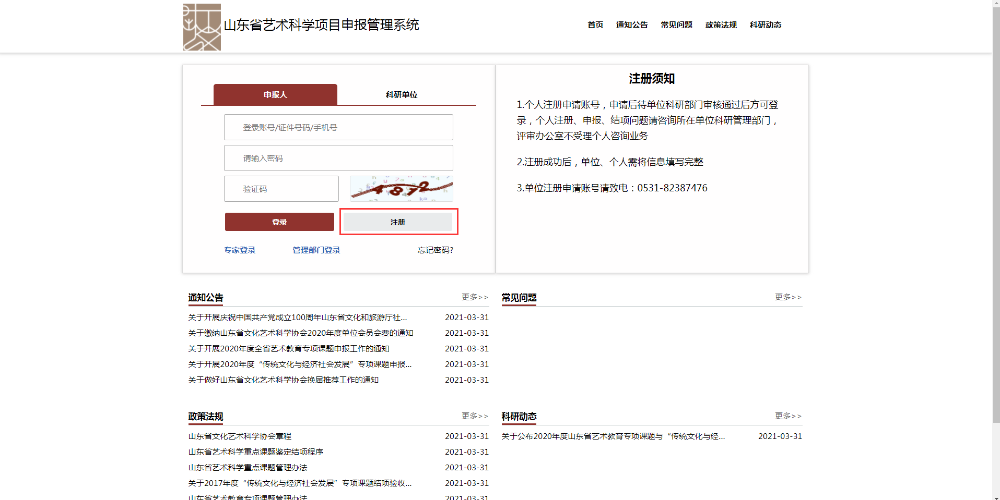 山东省艺术科学项目申报管理系统
首页 通知公告 常见问题 政策法规 科研动态
申报人 科研单位
登录账号/证件号码/手机号
请输入密码
验证码 4812
登录 注册
专家登录 管理部门登录 忘记密码?
注册须知
1.个人注册申请账号，申请后待单位科研部门审核通过后方可登
录，个人注册、申报、结项问题请咨询所在单位科研管理部门，
评审办公室不受理个人咨询业务
2.注册成功后，单位、个人需将信息填写完整
3.单位注册申请账号请致电：0531-82387476
通知公告 更多>>
关于开展庆祝中国共产党成立100周年山东省文化和旅游厅社... 2021-03-31
关于缴纳山东省文化艺术科学协会2020年度单位会员会费的通知 2021-03-31
关于开展2020年度全省艺术教育专项课题申报工作的通知 2021-03-31
关于开展2020年度“传统文化与经济社会发展”专项课题申报... 2021-03-31
关于做好山东省文化艺术科学协会换届推荐工作的通知 2021-03-31
常见问题 更多>>
政策法规 更多>>
山东省文化艺术科学协会章程 2021-03-31
山东省艺术科学重点课题鉴定结项程序 2021-03-31
山东省艺术科学重点课题管理办法 2021-03-31
关于2017年度“传统文化与经济社会发展”专项课题结项验收... 2021-03-31
山东省艺术教育专项课题管理办法 2021-03-31
科研动态 更多>>
关于公布2020年度山东省艺术教育专项课题与“传统文化与经... 2021-03-31